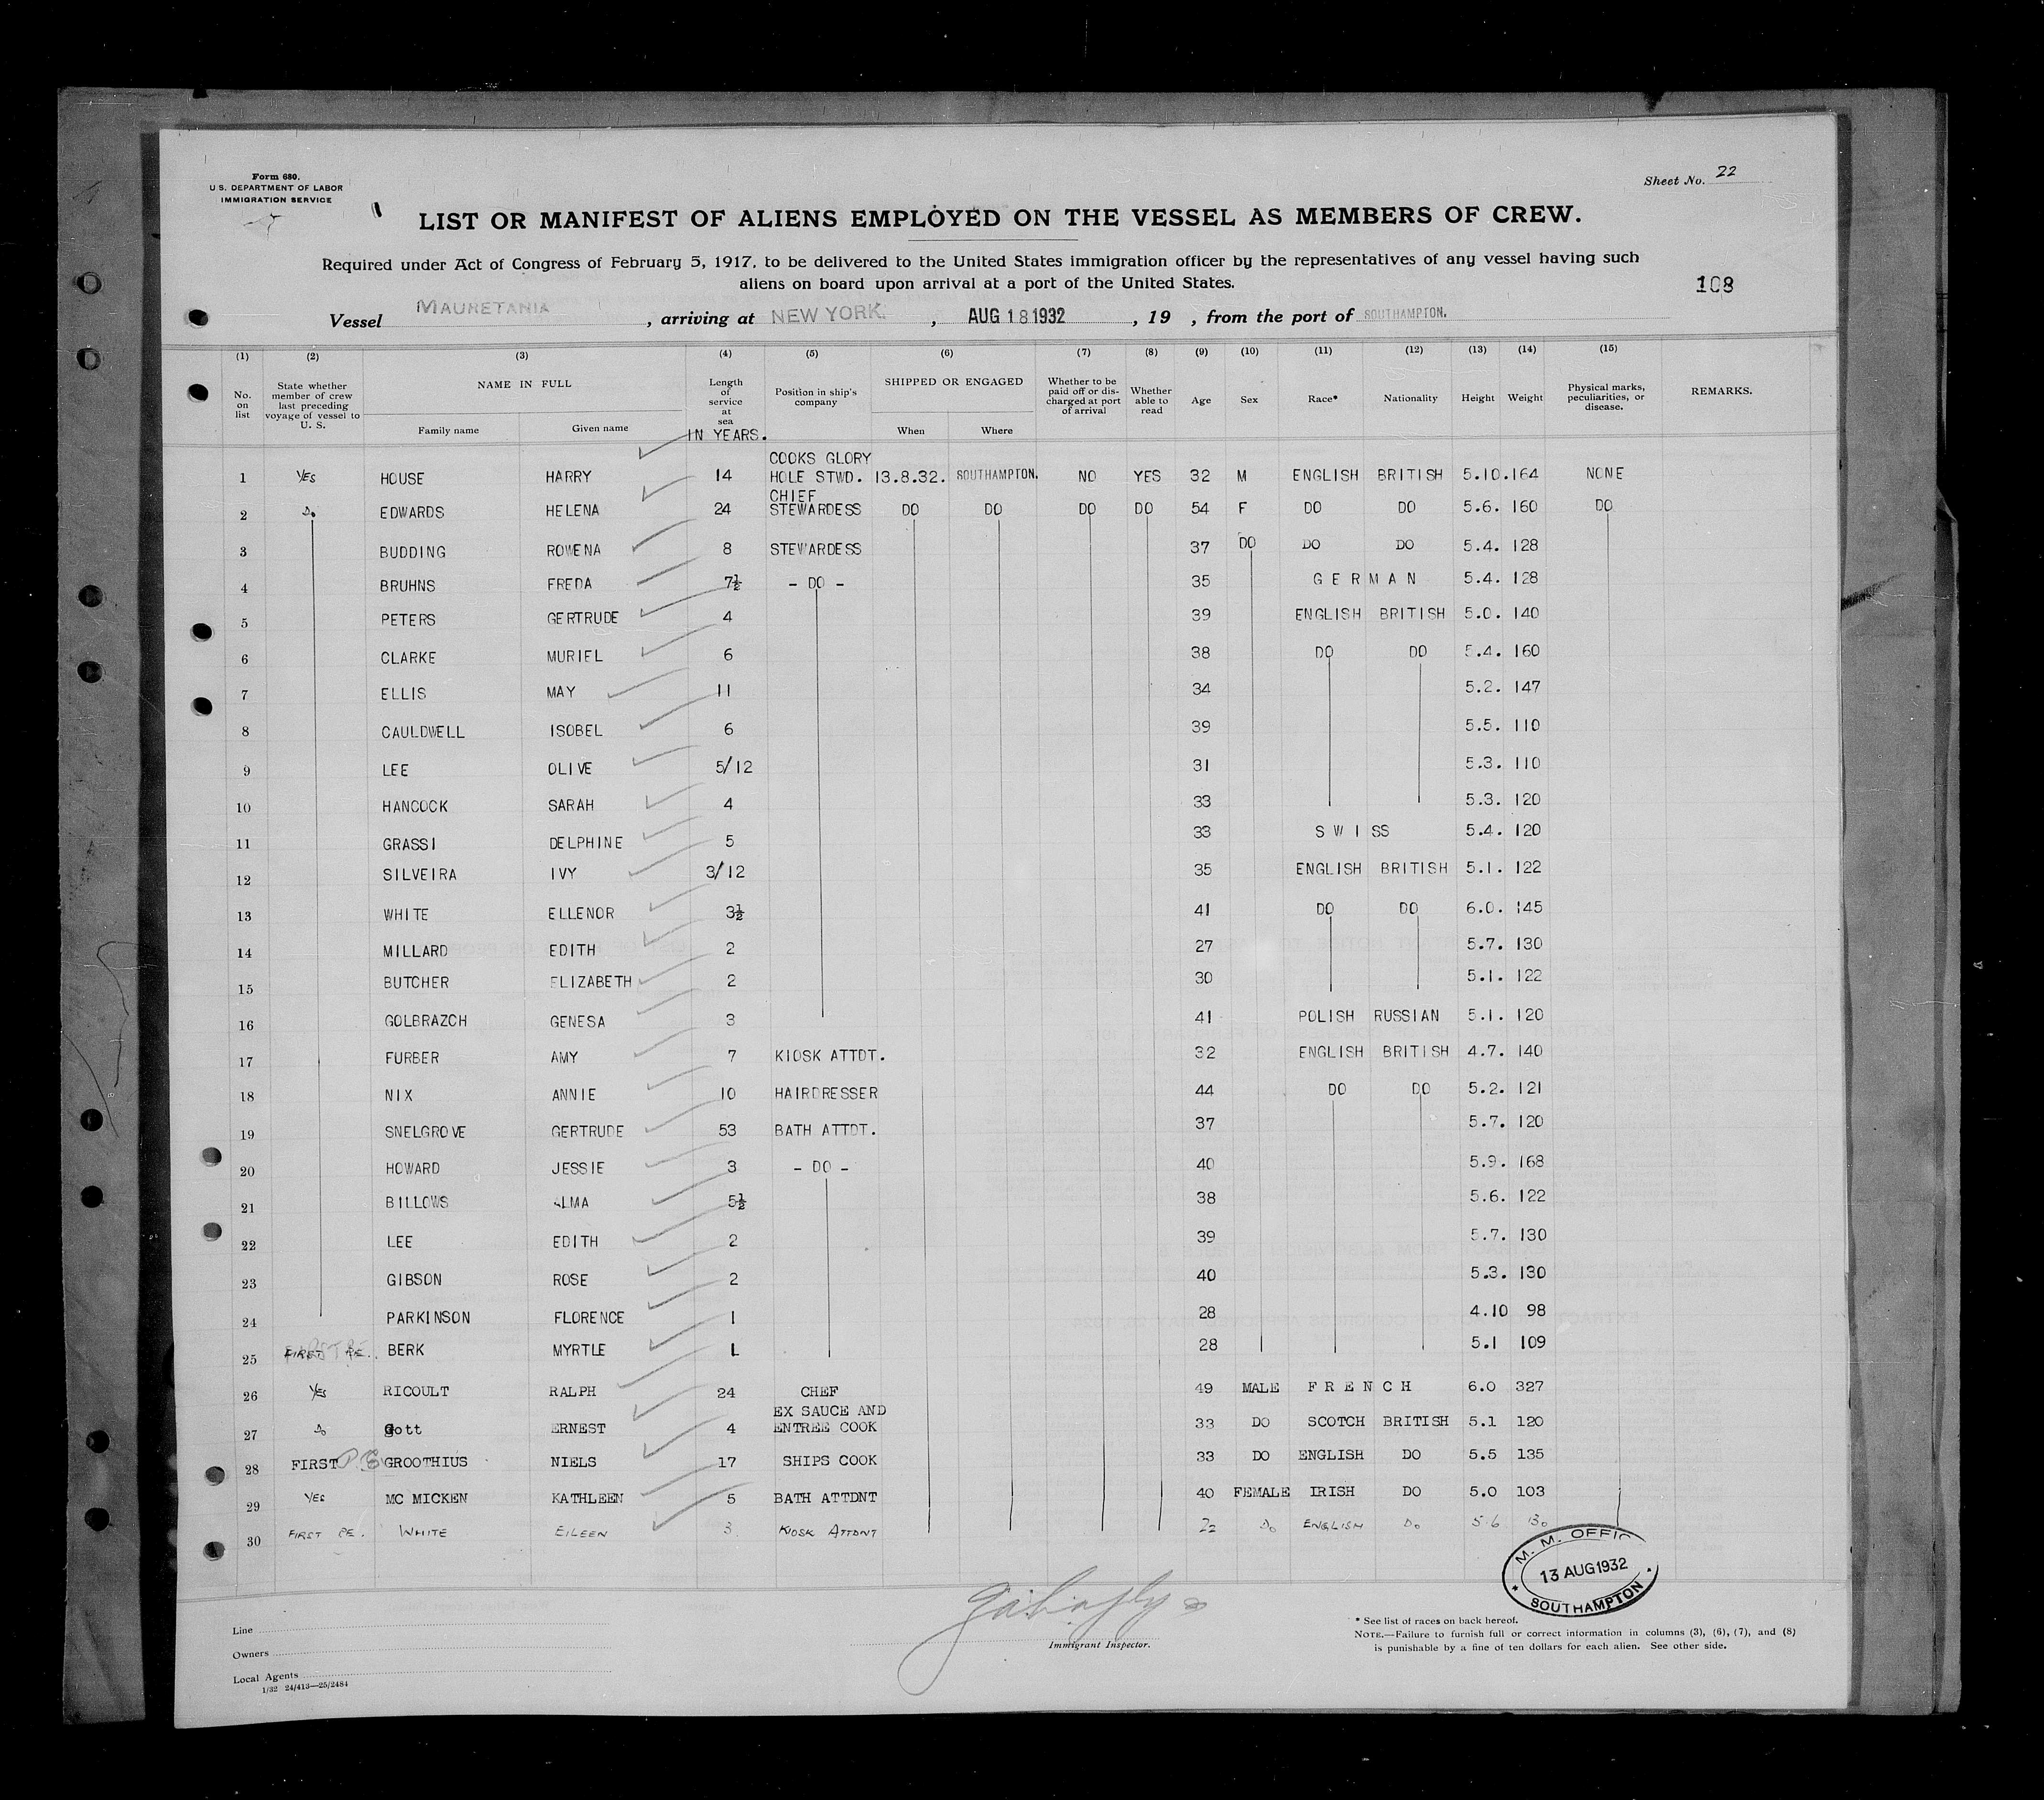 Form 680.
U.S. DEPARTMENT OF LABOR
IMMIGRATION SERVICE
Sheet No. 22
LIST OR MANIFEST OF ALIENS EMPLOYED ON THE VESSEL AS MEMBERS OF CREW.
Required under Act of Congress of February 5, 1917, to be delivered to the United States immigration officer by the representatives of any vessel having such
aliens on board upon arrival at a port of the United States.
108
Vessel MAURETANIA, arriving at NEW YORK., AUG 18 1932, 19 , from the port of SOUTHAMPTON.
(1) (2) (3) (4) (5) (6) (7) (8) (9) (10) (11) (12) (13) (14) (15)
No. on list State whether member of crew last preceding voyage of vessel to U. S. NAME IN FULL Family name Given name Length of service at sea IN YEARS. Position in ship's company SHIPPED OR ENGAGED When Where Whether to be paid off or discharged at port of arrival Whether able to read Age Sex Race* Nationality Height Weight Physical marks, peculiarities, or disease. REMARKS.
1 YES HOUSE HARRY 14 COOKS GLORY HOLE STWD. 13.8.32. SOUTHAMPTON. NO YES 32 M ENGLISH BRITISH 5.10. 164 NONE
2 Do EDWARDS HELENA 24 CHIEF STEWARDESS DO DO DO DO 54 F DO DO 5.6. 160 DO
3 BUDDING ROWENA 8 STEWARDESS 37 DO DO DO 5.4. 128
4 BRUHNS FREDA 7½ - DO - 35 GERMAN 5.4. 128
5 PETERS GERTRUDE 4 39 ENGLISH BRITISH 5.0. 140
6 CLARKE MURIEL 6 38 DO DO 5.4. 160
7 ELLIS MAY 11 34 5.2. 147
8 CAULDWELL ISOBEL 6 39 5.5. 110
9 LEE OLIVE 5/12 31 5.3. 110
10 HANCOCK SARAH 4 33 5.3. 120
11 GRASSI DELPHINE 5 33 SWISS 5.4. 120
12 SILVEIRA IVY 3/12 35 ENGLISH BRITISH 5.1. 122
13 WHITE ELLENOR 3½ 41 DO DO 6.0. 145
14 MILLARD EDITH 2 27 5.7. 130
15 BUTCHER ELIZABETH 2 30 5.1. 122
16 GOLBRAZCH GENESA 3 41 POLISH RUSSIAN 5.1. 120
17 FURBER AMY 7 KIOSK ATTDT. 32 ENGLISH BRITISH 4.7. 140
18 NIX ANNIE 10 HAIRDRESSER 44 DO DO 5.2. 121
19 SNELGROVE GERTRUDE 53 BATH ATTDT. 37 5.7. 120
20 HOWARD JESSIE 3 - DO - 40 5.9. 168
21 BILLOWS ALMA 5½ 38 5.6. 122
22 LEE EDITH 2 39 5.7. 130
23 GIBSON ROSE 2 40 5.3. 130
24 PARKINSON FLORENCE 1 28 4.10 98
25 FIRST PE. BERK MYRTLE 1 28 5.1 109
26 YES RICOULT RALPH 24 CHEF 49 MALE FRENCH 6.0 327
27 Do gott ERNEST 4 EX SAUCE AND ENTREE COOK 33 DO SCOTCH BRITISH 5.1 120
28 FIRST GROOTHIUS NIELS 17 SHIPS COOK 33 DO ENGLISH DO 5.5 135
29 YES MC MICKEN KATHLEEN 5 BATH ATTDNT 40 FEMALE IRISH DO 5.0 103
30 FIRST PE. WHITE EILEEN 3. KIOSK ATTDNT 22 Do ENGLISH Do 5.6 130
M. M. OFFIC
13 AUG 1932
SOUTHAMPTON
Line
Owners
Local Agents
1/32 24/413—25/2484
Immigrant Inspector.
* See list of races on back hereof.
NOTE.—Failure to furnish full or correct information in columns (3), (6), (7), and (8)
is punishable by a fine of ten dollars for each alien. See other side.